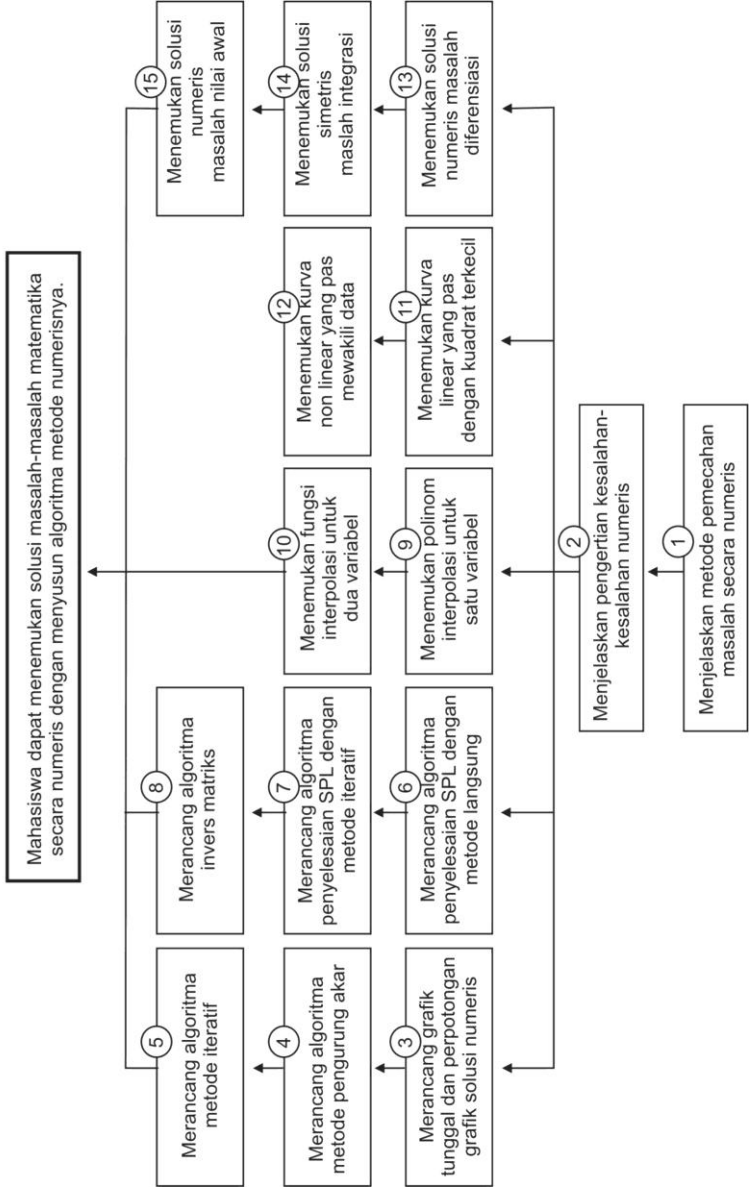 Mahasiswa dapat menemukan solusi masalah-masalah matematika
secara numeris dengan menyusun algoritma metode numerisnya.
5
Merancang algoritma
metode iteratif
8
Merancang algoritma
invers matriks
15
Menemukan solusi
numeris
masalah nilai awal
4
Merancang algoritma
metode pengurung akar
7
Merancang algoritma
penyelesaian SPL dengan
metode iteratif
10
Menemukan fungsi
interpolasi untuk
dua variabel
12
Menemukan kurva
non linear yang pas
mewakili data
14
Menemukan solusi
simetris
maslah integrasi
3
Merancang grafik
tunggal dan perpotongan
grafik solusi numeris
6
Merancang algoritma
penyelesaian SPL dengan
metode langsung
9
Menemukan polinom
interpolasi untuk
satu variabel
11
Menemukan kurva
linear yang pas
dengan kuadrat terkecil
13
Menemukan solusi
numeris masalah
diferensiasi
2
Menjelaskan pengertian kesalahan-
kesalahan numeris
1
Menjelaskan metode pemecahan
masalah secara numeris